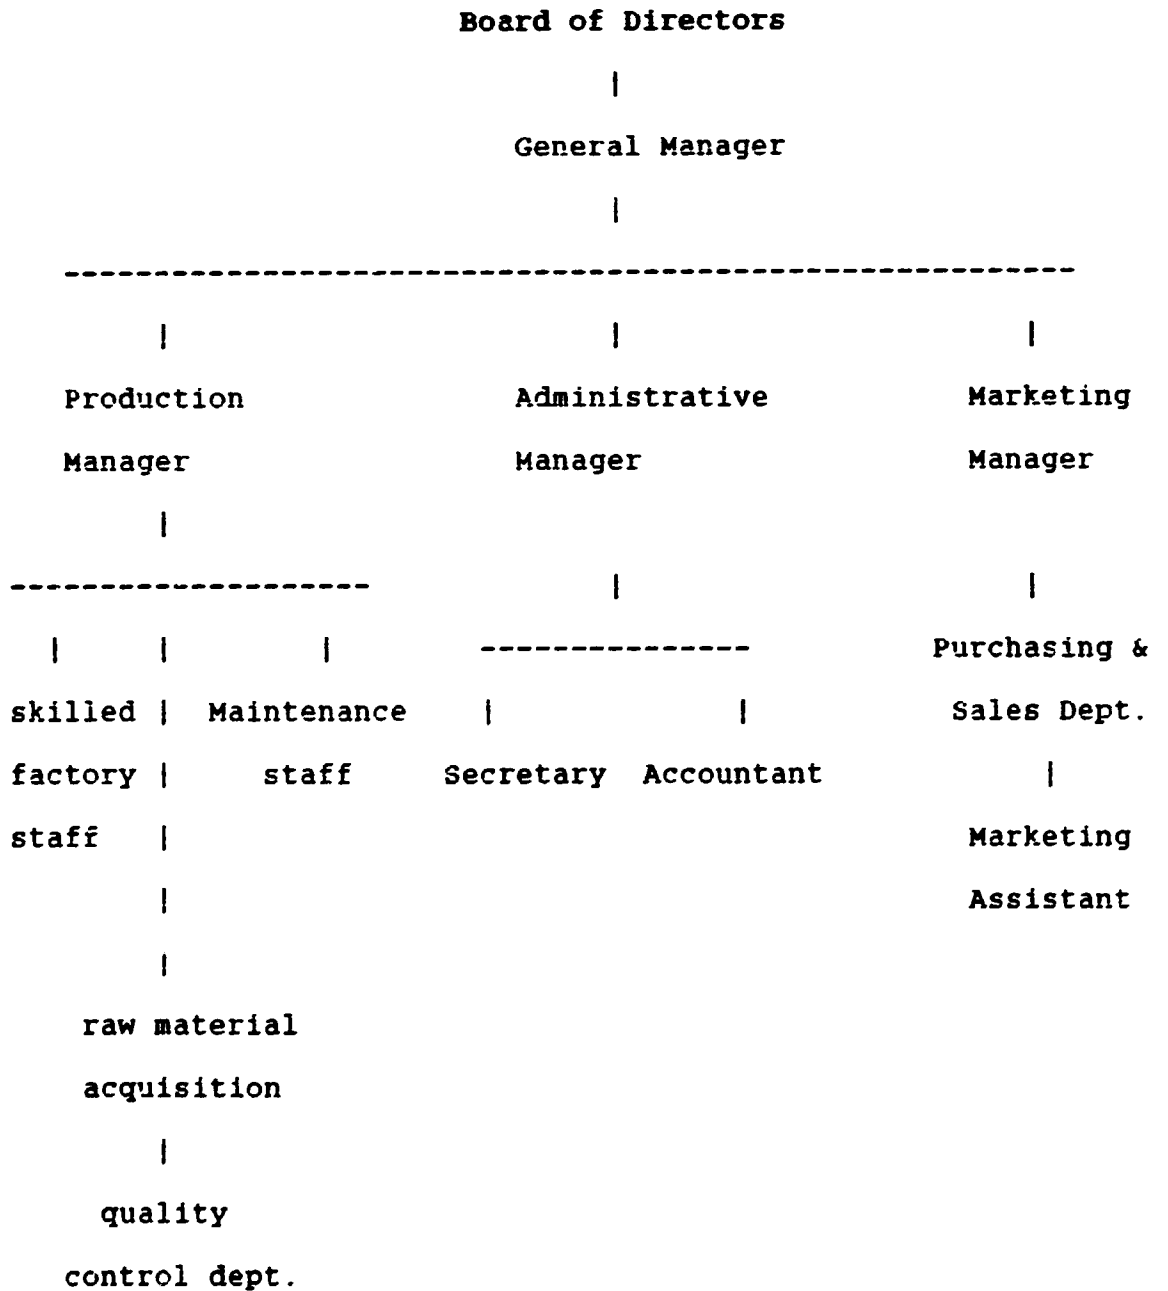 Board of Directors
|
General Manager
|
--------------------------------------------------------
| | |
Production Administrative Marketing
Manager Manager Manager
|
-------------------- | |
| | | --------------- Purchasing &
skilled | Maintenance | | Sales Dept.
factory | staff Secretary Accountant |
staff | Marketing
| Assistant
|
raw material
acquisition
|
quality
control dept.